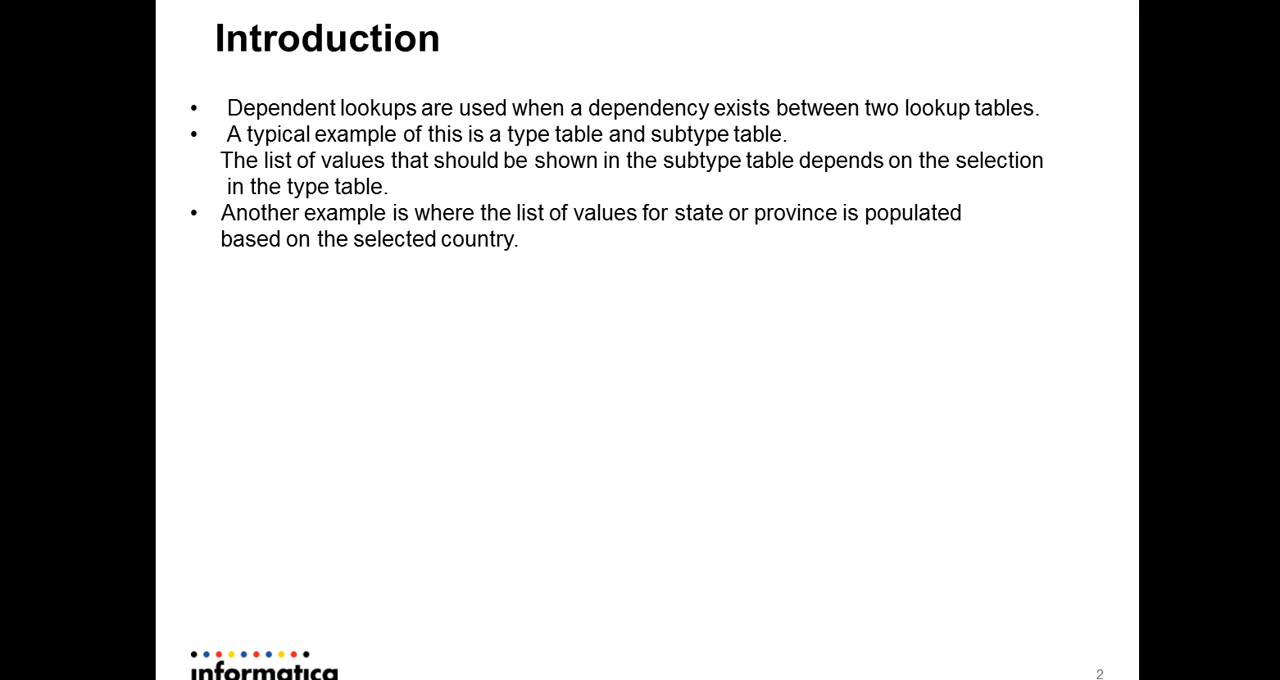 Introduction
• Dependent lookups are used when a dependency exists between two lookup tables.
• A typical example of this is a type table and subtype table.
The list of values that should be shown in the subtype table depends on the selection
in the type table.
• Another example is where the list of values for state or province is populated
based on the selected country.
informatica
2